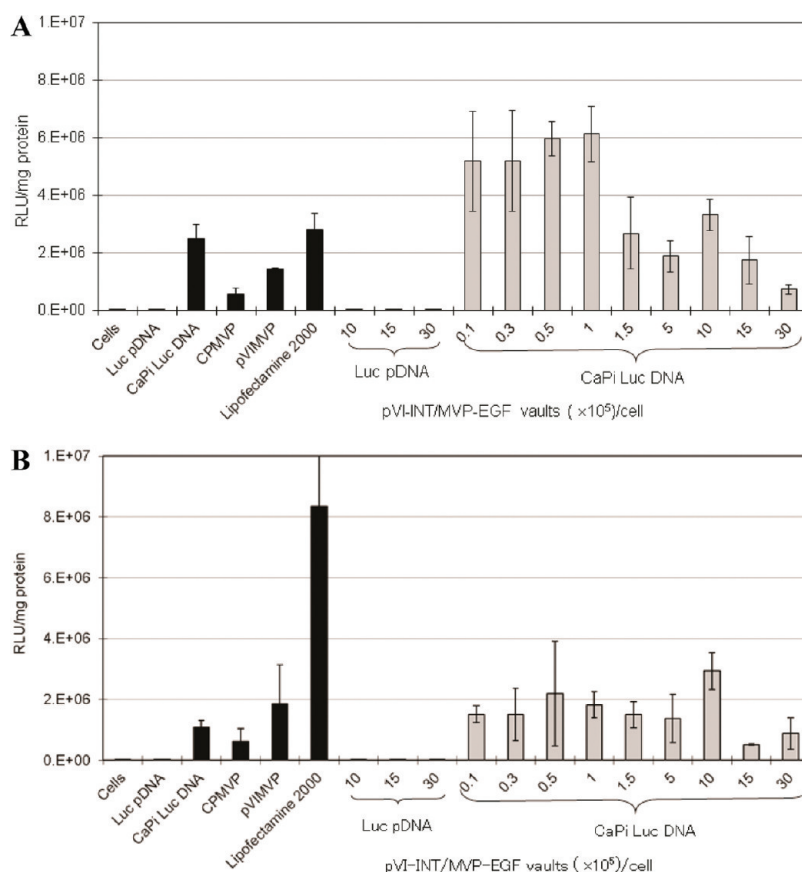 A
1.E+07
8.E+06
6.E+06
4.E+06
2.E+06
0.E+00
RLU/mg protein
Cells
Luc pDNA
CaPi Luc DNA
CPMVP
pVIMVP
Lipofectamine 2000
10
15
30
0.1
0.3
0.5
1
1.5
5
10
15
30
Luc pDNA
CaPi Luc DNA
pVI-INT/MVP-EGF vaults (×10⁵)/cell
B
1.E+07
8.E+06
6.E+06
4.E+06
2.E+06
0.E+00
RLU/mg protein
Cells
Luc pDNA
CaPi Luc DNA
CPMVP
pVIMVP
Lipofectamine 2000
10
15
30
0.1
0.3
0.5
1
1.5
5
10
15
30
Luc pDNA
CaPi Luc DNA
pVI-INT/MVP-EGF vaults (×10⁵)/cell